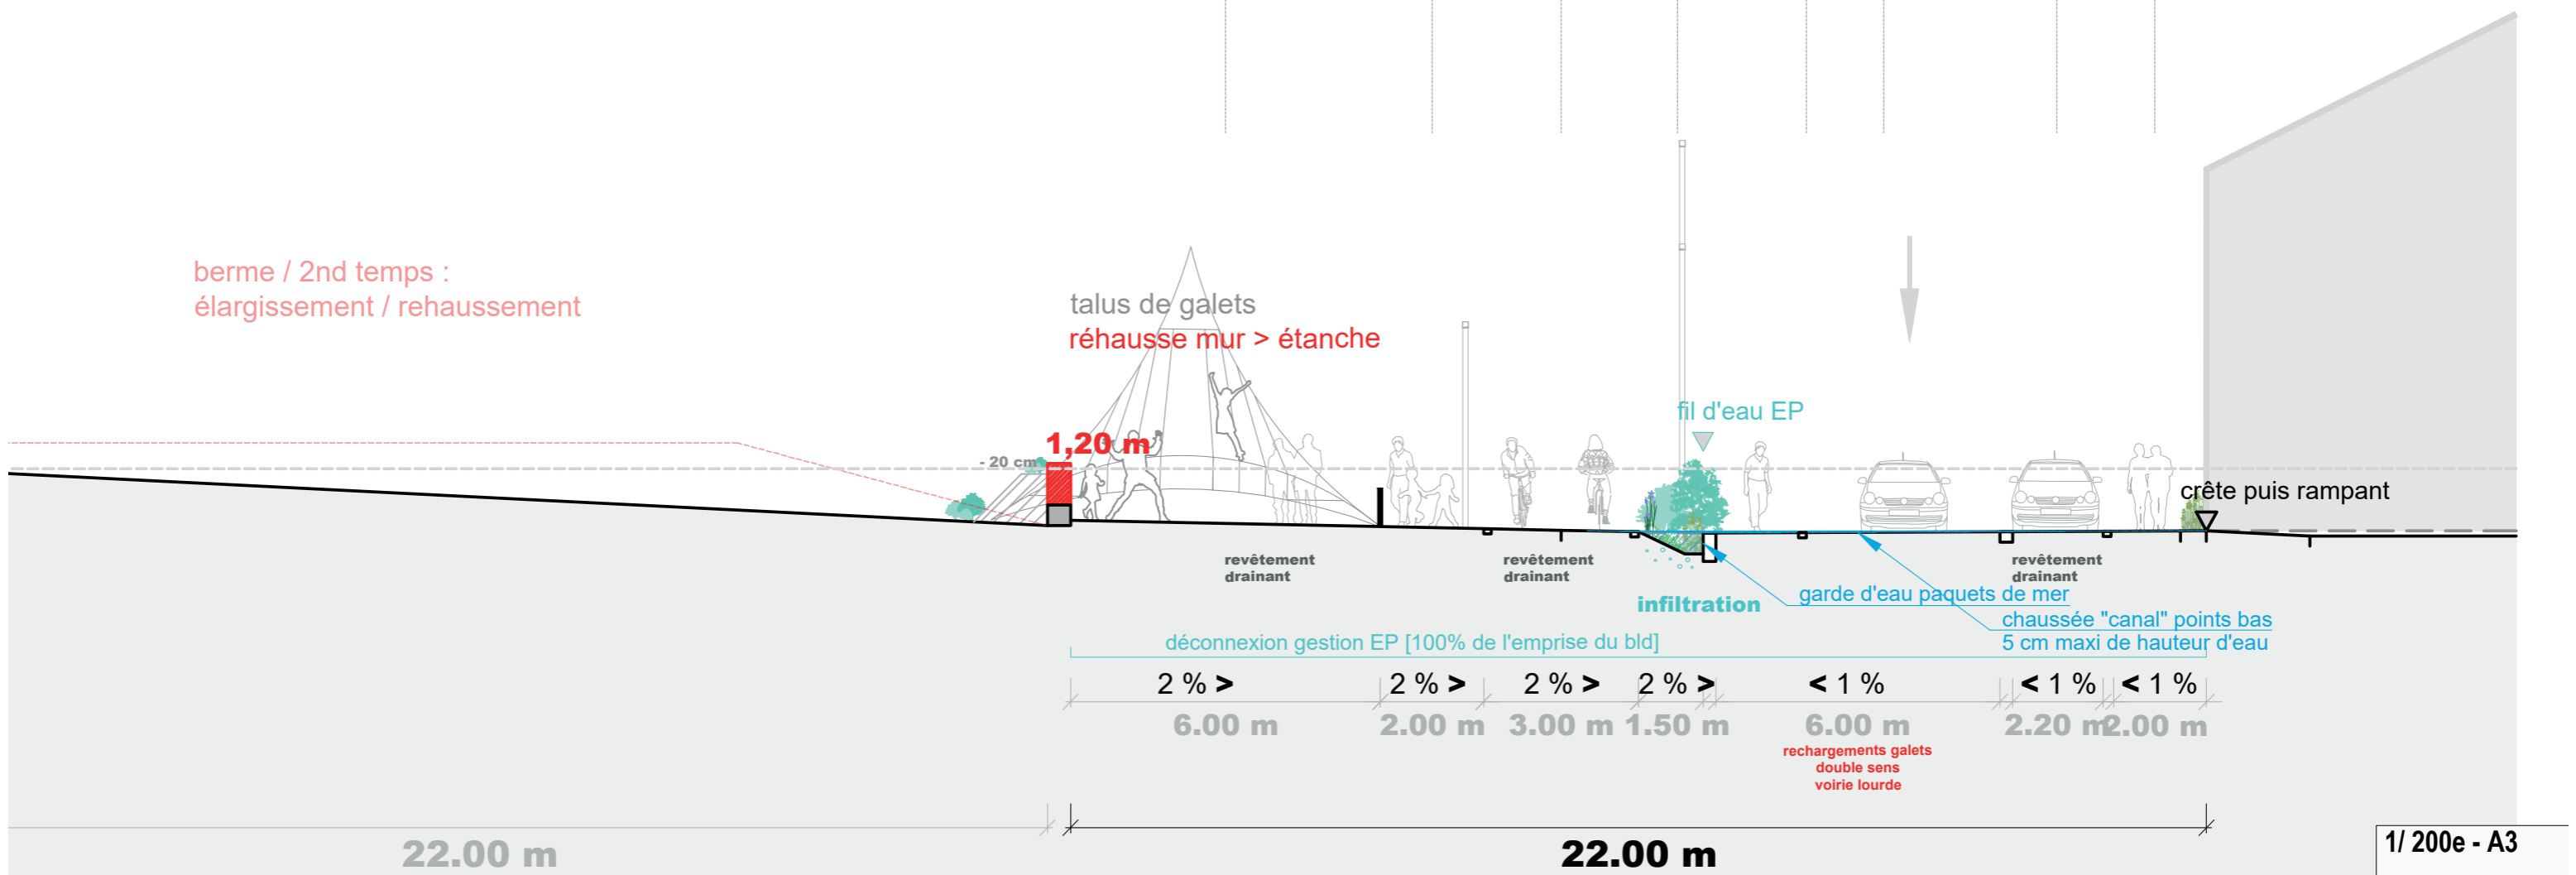 berme / 2nd temps :
élargissement / rehaussement
talus de galets
réhausse mur > étanche
fil d'eau EP
1,20 m
- 20 cm
crête puis rampant
revêtement
drainant
revêtement
drainant
revêtement
drainant
infiltration
garde d'eau paquets de mer
chaussée "canal" points bas
5 cm maxi de hauteur d'eau
déconnexion gestion EP [100% de l'emprise du bld]
2 % > 2 % > 2 % > 2 % > < 1 % < 1 % < 1 %
6.00 m 2.00 m 3.00 m 1.50 m 6.00 m 2.20 m 2.00 m
rechargements galets
double sens
voirie lourde
22.00 m 22.00 m
1/ 200e - A3